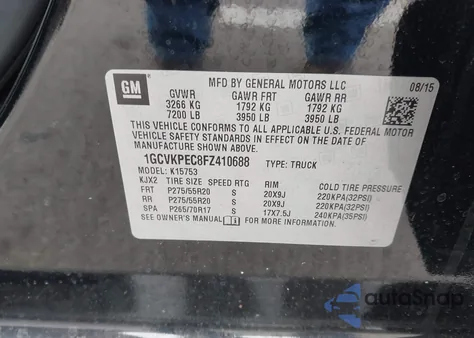 GM
MFD BY GENERAL MOTORS LLC
08/15
GVWR GAWR FRT GAWR RR
3266 KG 1792 KG 1792 KG
7200 LB 3950 LB 3950 LB
THIS VEHICLE CONFORMS TO ALL APPLICABLE U.S. FEDERAL MOTOR
VEHICLE SAFETY STANDARDS IN EFFECT ON THE DATE OF
MANUFACTURE SHOWN ABOVE.
1GCVKPEC8FZ410688 TYPE: TRUCK
MODEL: K15753
KJX2 TIRE SIZE SPEED RTG RIM COLD TIRE PRESSURE
FRT P275/55R20 S 20X9J 220KPA(32PSI)
RR P275/55R20 S 20X9J 220KPA(32PSI)
SPA P265/70R17 S 17X7.5J 240KPA(35PSI)
SEE OWNER'S MANUAL FOR MORE INFORMATION.
autoSnap